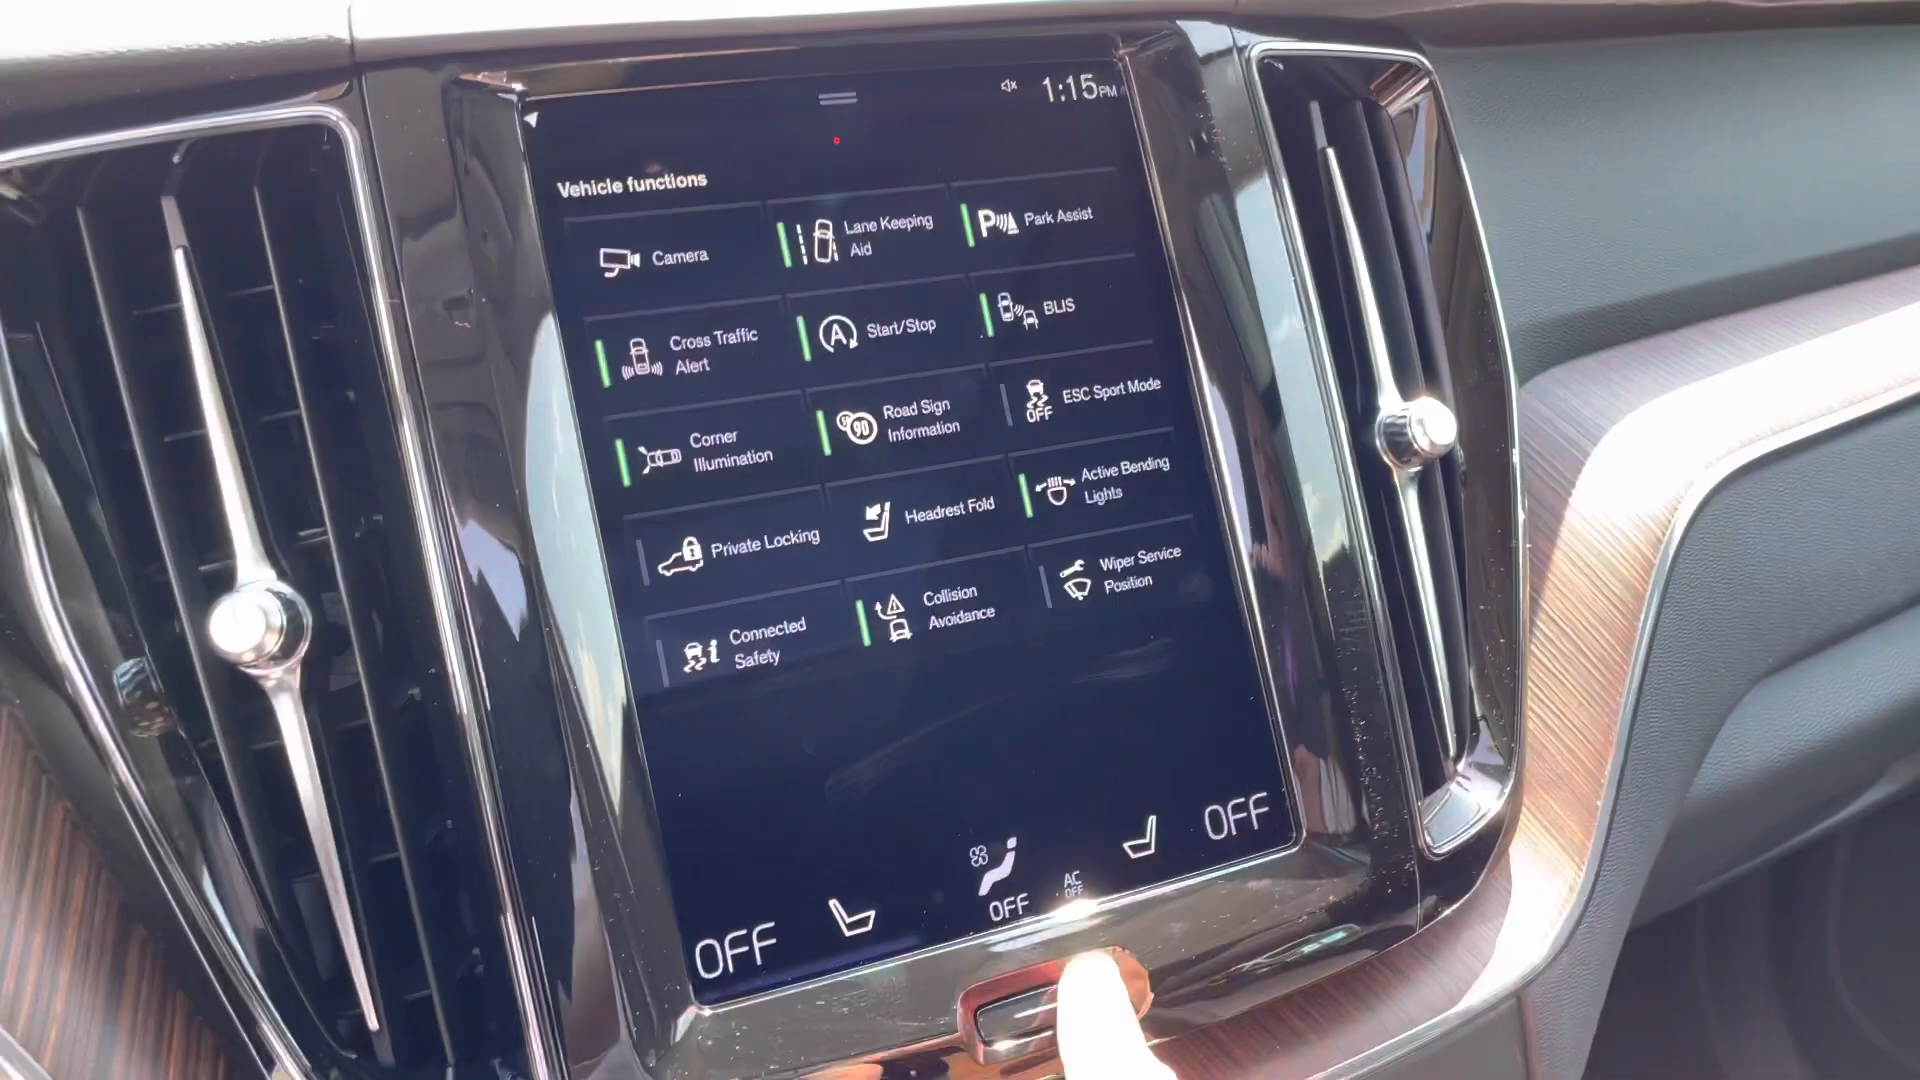 1:15PM
Vehicle functions
Camera
Lane Keeping
Aid
Park Assist
Cross Traffic
Alert
A
Start/Stop
BLIS
Corner
Illumination
90
Road Sign
Information
OFF
ESC Sport Mode
Private Locking
Headrest Fold
Active Bending
Lights
Connected
Safety
Collision
Avoidance
Wiper Service
Position
OFF
OFF
AC
OFF
OFF